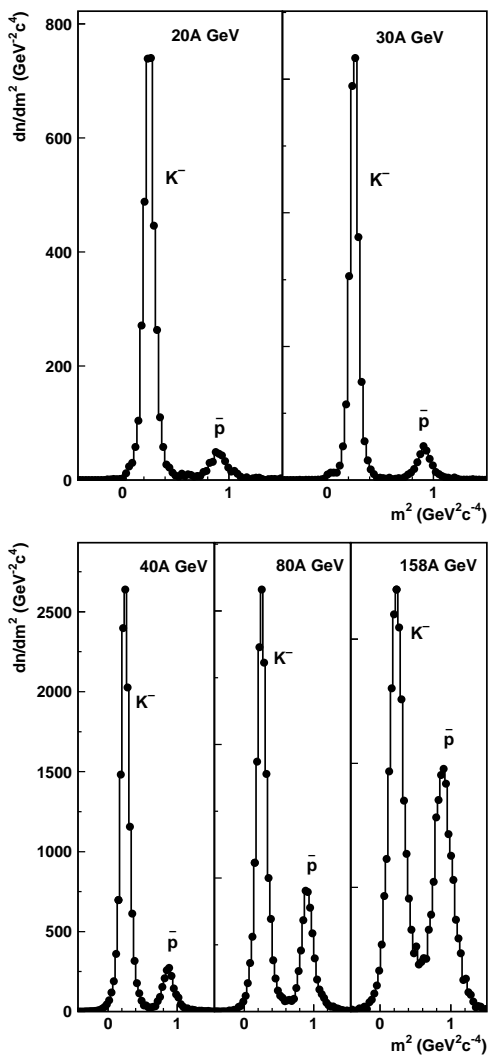 dn/dm² (GeV⁻²c⁴)
20A GeV
30A GeV
800
600
400
200
0
K⁻
p̄
K⁻
p̄
0
1
0
1
m² (GeV²c⁻⁴)
dn/dm² (GeV⁻²c⁴)
40A GeV
80A GeV
158A GeV
2500
2000
1500
1000
500
0
K⁻
p̄
K⁻
p̄
K⁻
p̄
0
1
0
1
0
1
m² (GeV²c⁻⁴)